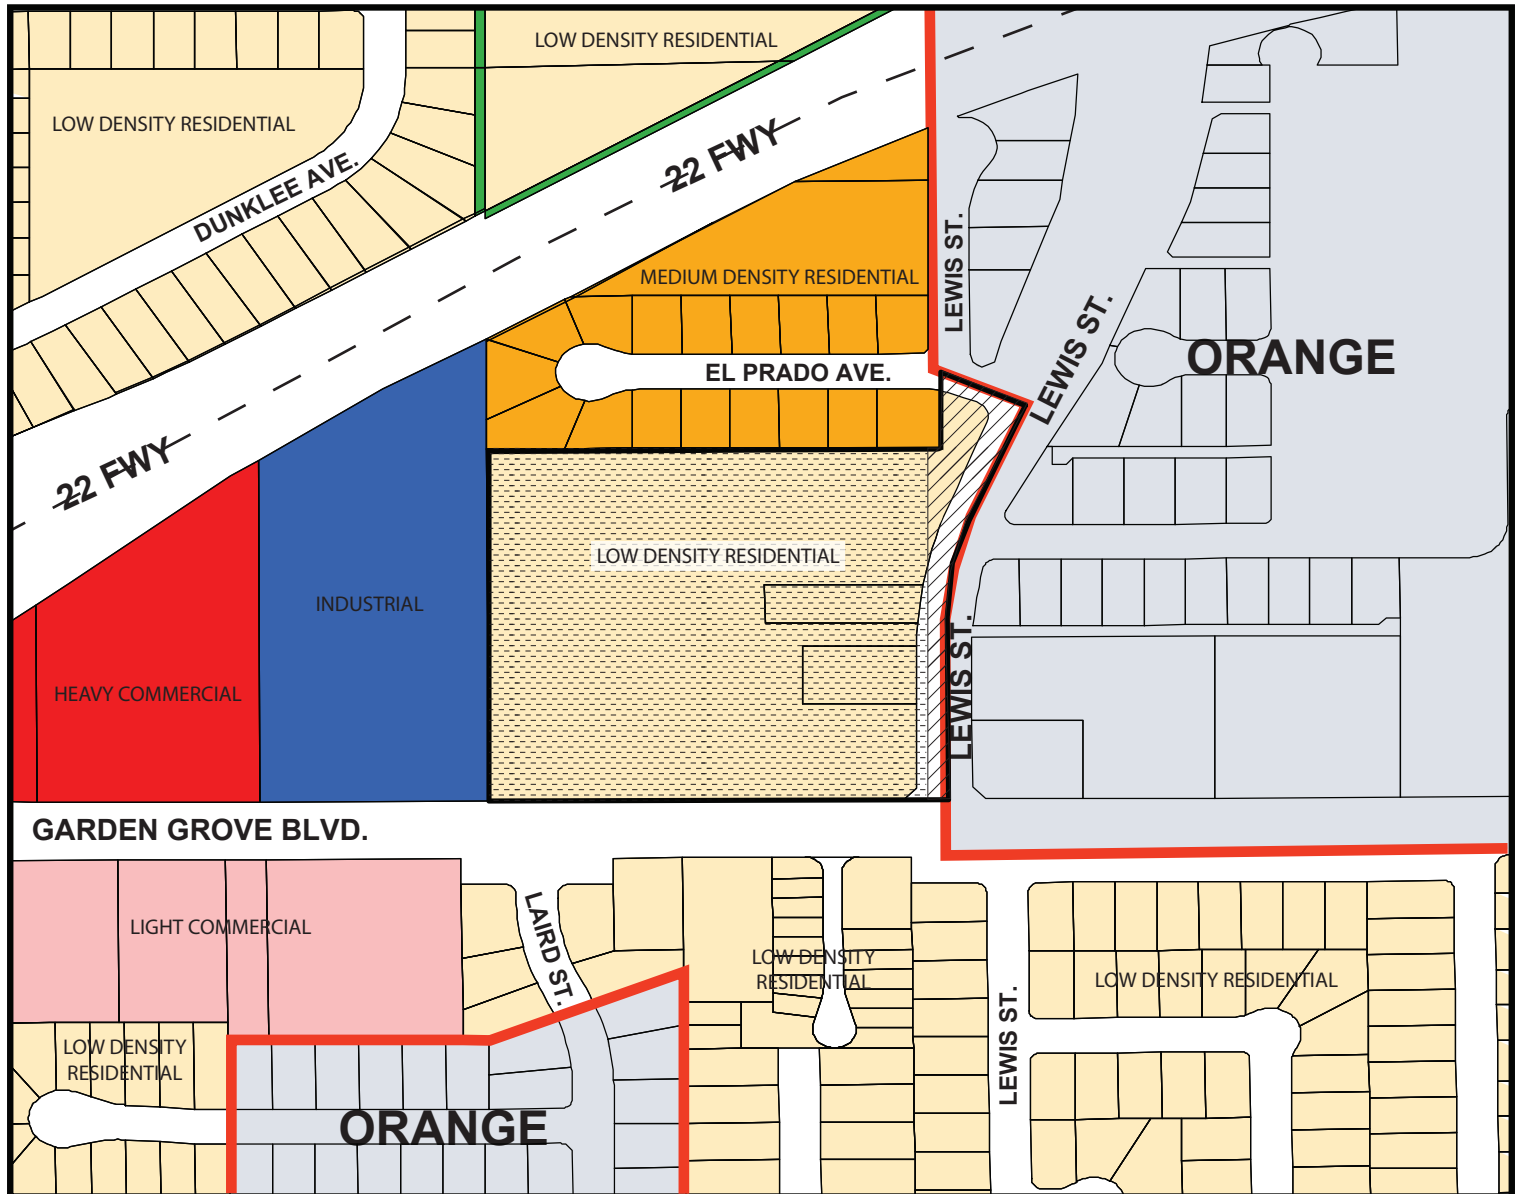 LOW DENSITY RESIDENTIAL
LOW DENSITY RESIDENTIAL
22 FWY
DUNKLEE AVE.
LEWIS ST.
MEDIUM DENSITY RESIDENTIAL
LEWIS ST.
ORANGE
EL PRADO AVE.
22 FWY
LOW DENSITY RESIDENTIAL
INDUSTRIAL
HEAVY COMMERCIAL
LEWIS ST.
GARDEN GROVE BLVD.
LIGHT COMMERCIAL
LAIRD ST.
LOW DENSITY
RESIDENTIAL
LOW DENSITY RESIDENTIAL
LEWIS ST.
LOW DENSITY
RESIDENTIAL
ORANGE